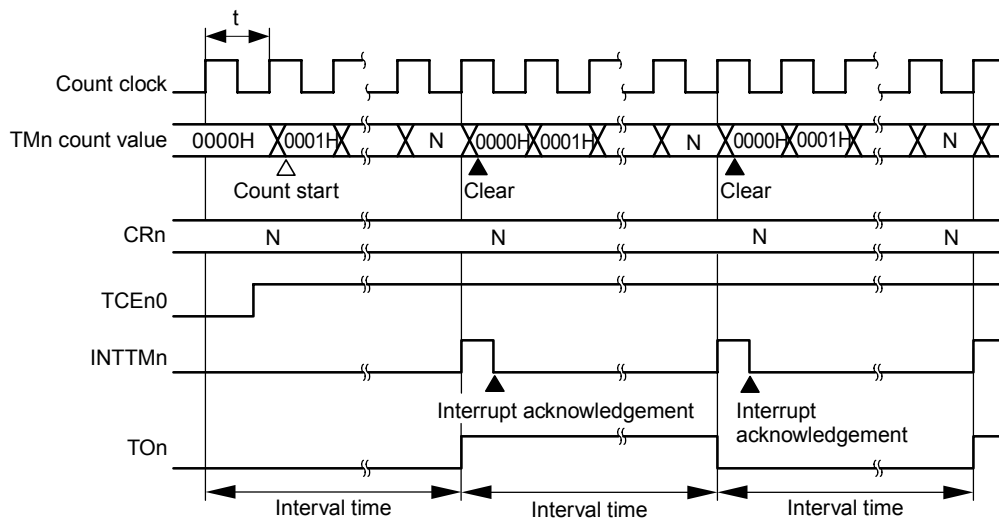 t
Count clock
TMn count value 0000H 0001H N 0000H 0001H N 0000H 0001H N
Count start Clear Clear
CRn N N N N
TCEn0
INTTMn
Interrupt acknowledgement Interrupt
acknowledgement
TOn
Interval time Interval time Interval time